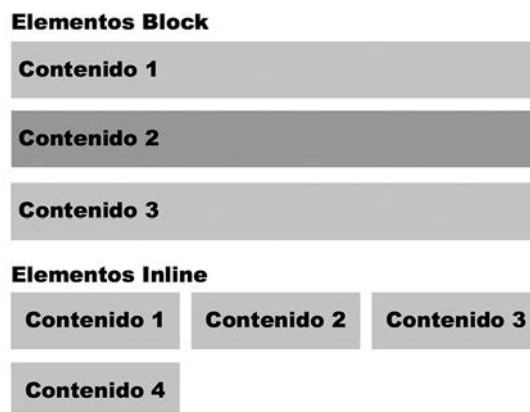 Elementos Block
Contenido 1
Contenido 2
Contenido 3
Elementos Inline
Contenido 1 Contenido 2 Contenido 3
Contenido 4